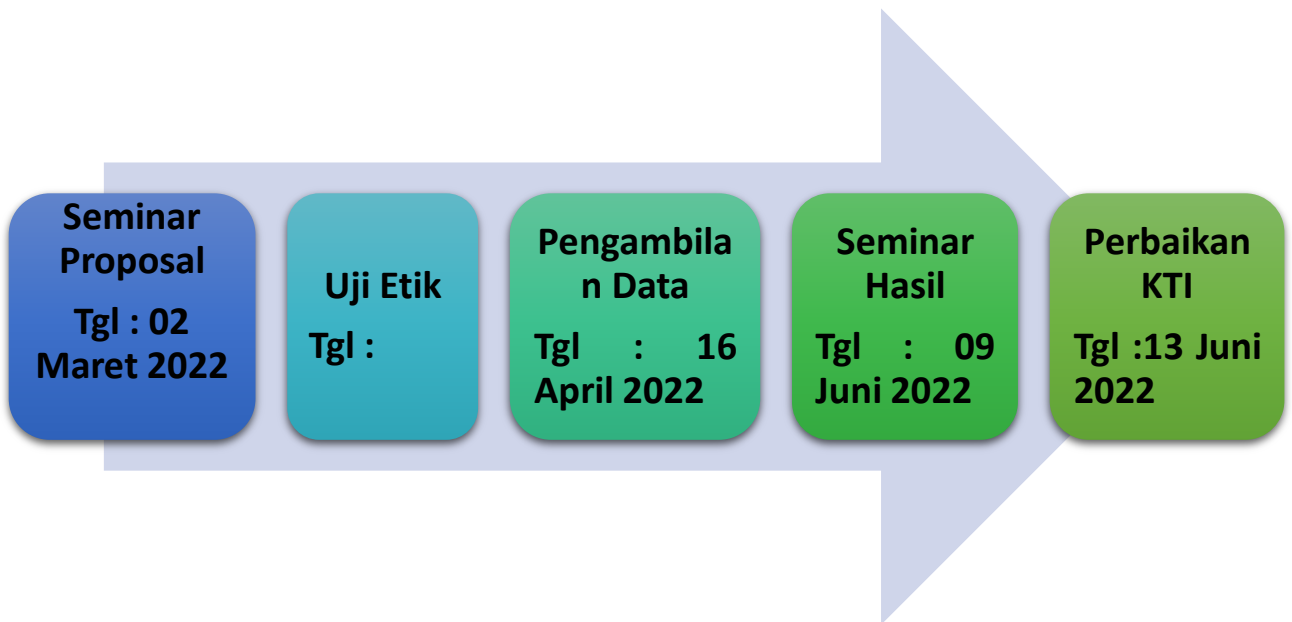 Seminar
Proposal
Tgl : 02
Maret 2022
Uji Etik
Tgl :
Pengambila
n Data
Tgl : 16
April 2022
Seminar
Hasil
Tgl : 09
Juni 2022
Perbaikan
KTI
Tgl :13 Juni
2022